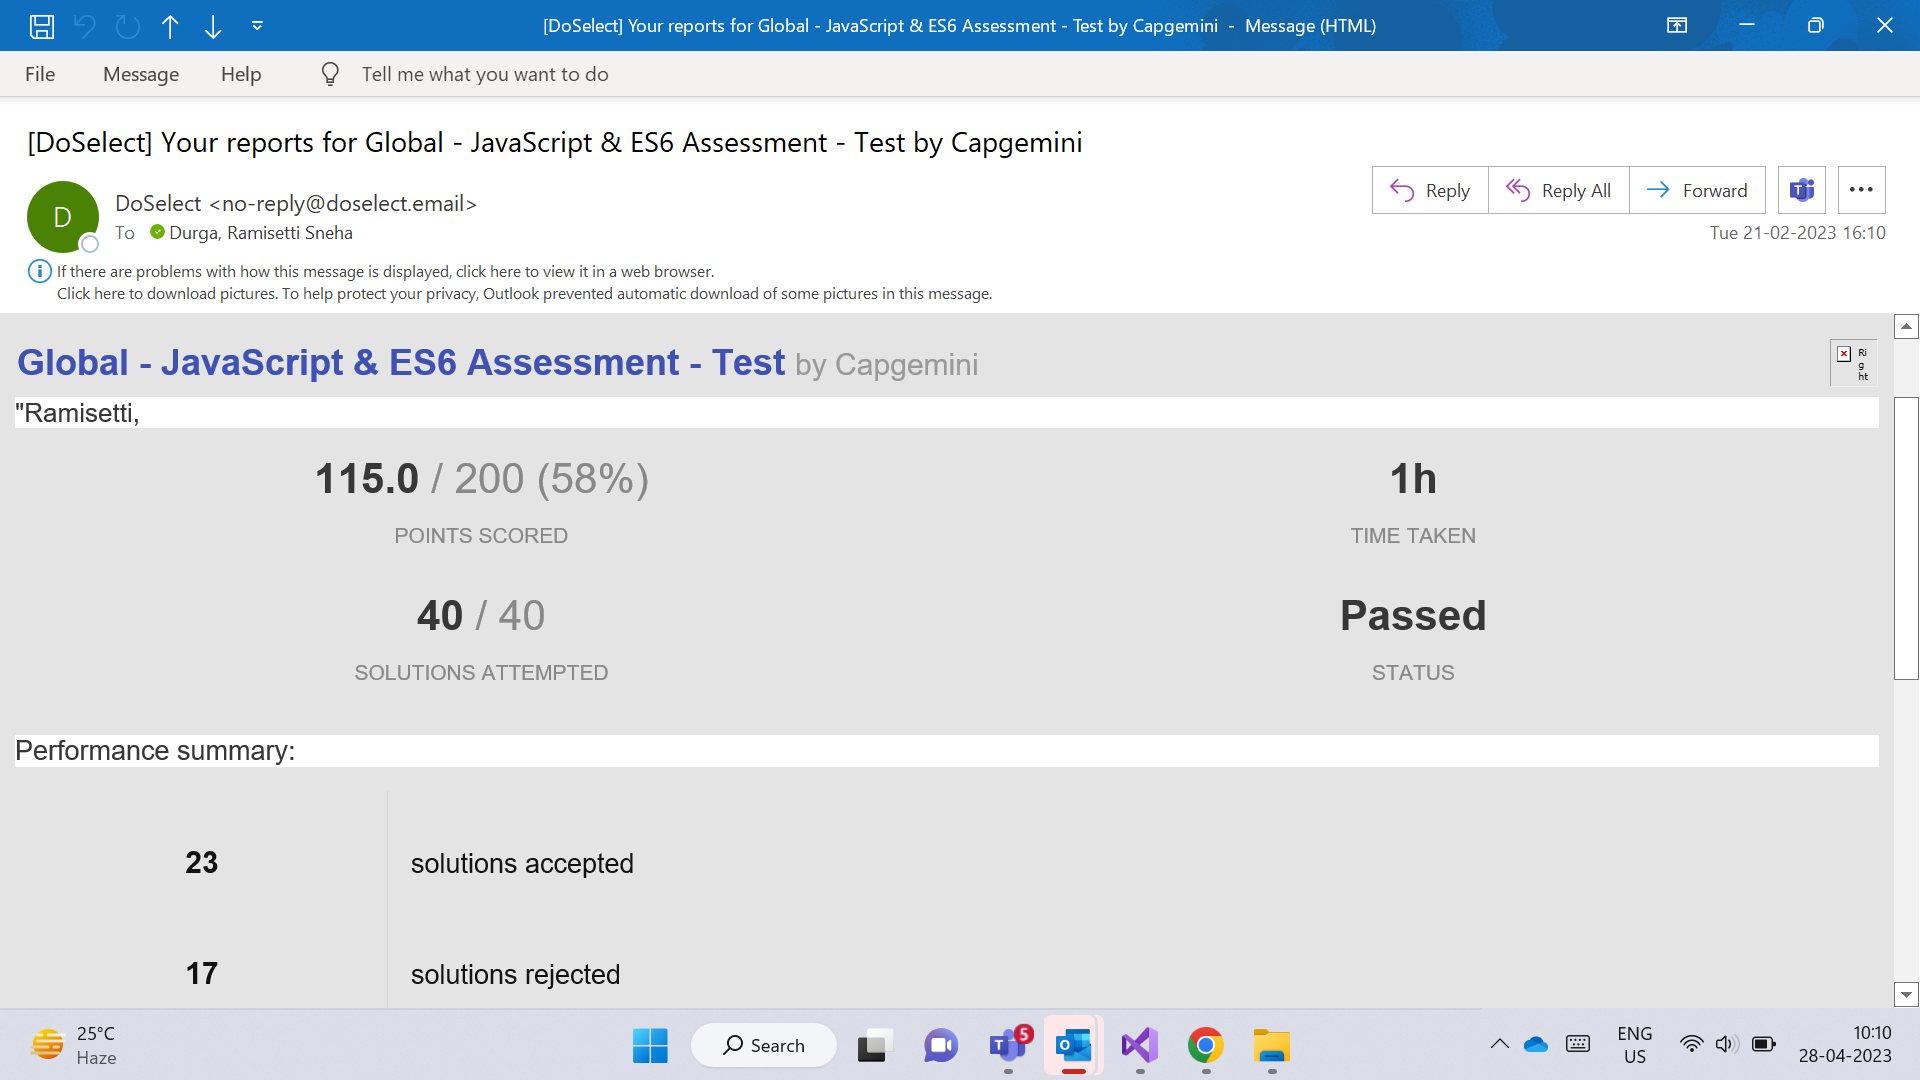 [DoSelect] Your reports for Global - JavaScript & ES6 Assessment - Test by Capgemini - Message (HTML)
File Message Help Tell me what you want to do
[DoSelect] Your reports for Global - JavaScript & ES6 Assessment - Test by Capgemini
Reply Reply All Forward
D
DoSelect <no-reply@doselect.email>
To Durga, Ramisetti Sneha
Tue 21-02-2023 16:10
If there are problems with how this message is displayed, click here to view it in a web browser.
Click here to download pictures. To help protect your privacy, Outlook prevented automatic download of some pictures in this message.
Global - JavaScript & ES6 Assessment - Test by Capgemini
Ri
g
ht
"Ramisetti,
115.0 / 200 (58%)
POINTS SCORED
1h
TIME TAKEN
40 / 40
SOLUTIONS ATTEMPTED
Passed
STATUS
Performance summary:
23 solutions accepted
17 solutions rejected
25°C
Haze
Search
T
5
O
ENG
US
10:10
28-04-2023